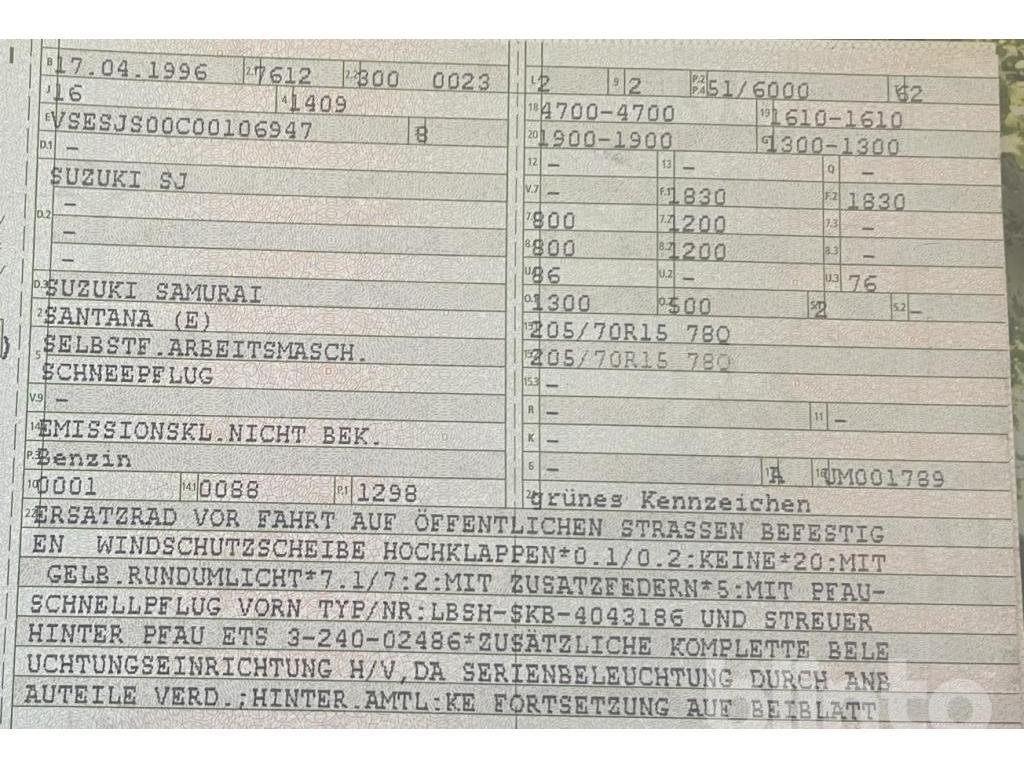 B 17.04.1996 2.1 7612 2.2 300 0023
J 16 4 1409
E VSESJS00C00106947 8
D.1 –
SUZUKI SJ
–
D.2 –
–
D.3 SUZUKI SAMURAI
2 SANTANA (E)
5 SELBSTF.ARBEITSMASCH.
SCHNEEPFLUG
V.9 –
14 EMISSIONSKL.NICHT BEK.
P.3 Benzin
10 0001 14.1 0088 P.1 1298
L 2 9 2 P.2 P.4 51/6000 62
18 4700-4700 19 1610-1610
20 1900-1900 G 1300-1300
12 – 13 – Q –
V.7 – F.1 1830 F.2 1830
7.1 800 7.2 1200 7.3 –
8.1 800 8.2 1200 8.3 –
U.1 86 U.2 – U.3 76
O.1 1300 O.2 500 S.1 2 S.2 –
15.1 205/70R15 78Q
15.2 205/70R15 78Q
15.3 –
R – 11 –
K –
6 – 17 A 16 UM001789
21 grünes Kennzeichen
22 ERSATZRAD VOR FAHRT AUF ÖFFENTLICHEN STRASSEN BEFESTIG
EN WINDSCHUTZSCHEIBE HOCHKLAPPEN*0.1/0.2:KEINE*20:MIT
GELB.RUNDUMLICHT*7.1/7:2:MIT ZUSATZFEDERN*5:MIT PFAU-
SCHNELLPFLUG VORN TYP/NR:LBSH-SKB-4043186 UND STREUER
HINTER PFAU ETS 3-240-02486*ZUSÄTZLICHE KOMPLETTE BELE
UCHTUNGSEINRICHTUNG H/V,DA SERIENBELEUCHTUNG DURCH ANB
AUTEILE VERD.;HINTER.AMTL:KE FORTSETZUNG AUF BEIBLATT